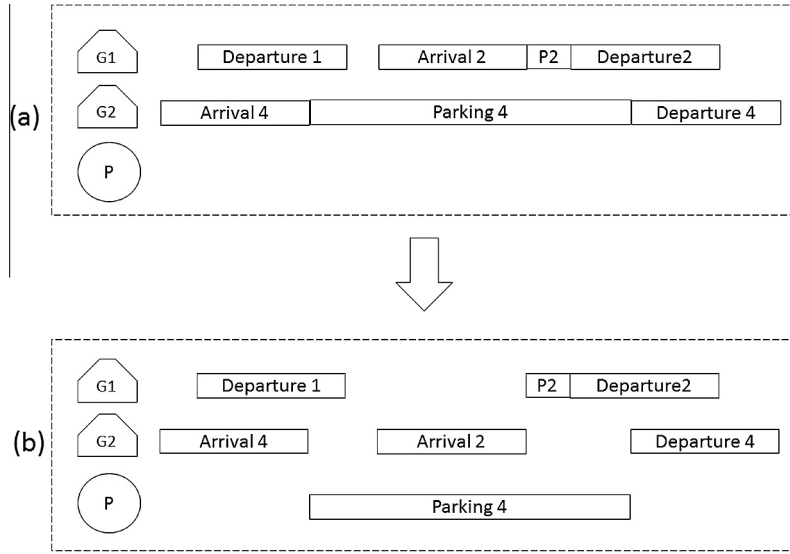 G1 Departure 1 Arrival 2 P2 Departure2
(a) G2 Arrival 4 Parking 4 Departure 4
P
G1 Departure 1 P2 Departure2
(b) G2 Arrival 4 Arrival 2 Departure 4
P Parking 4